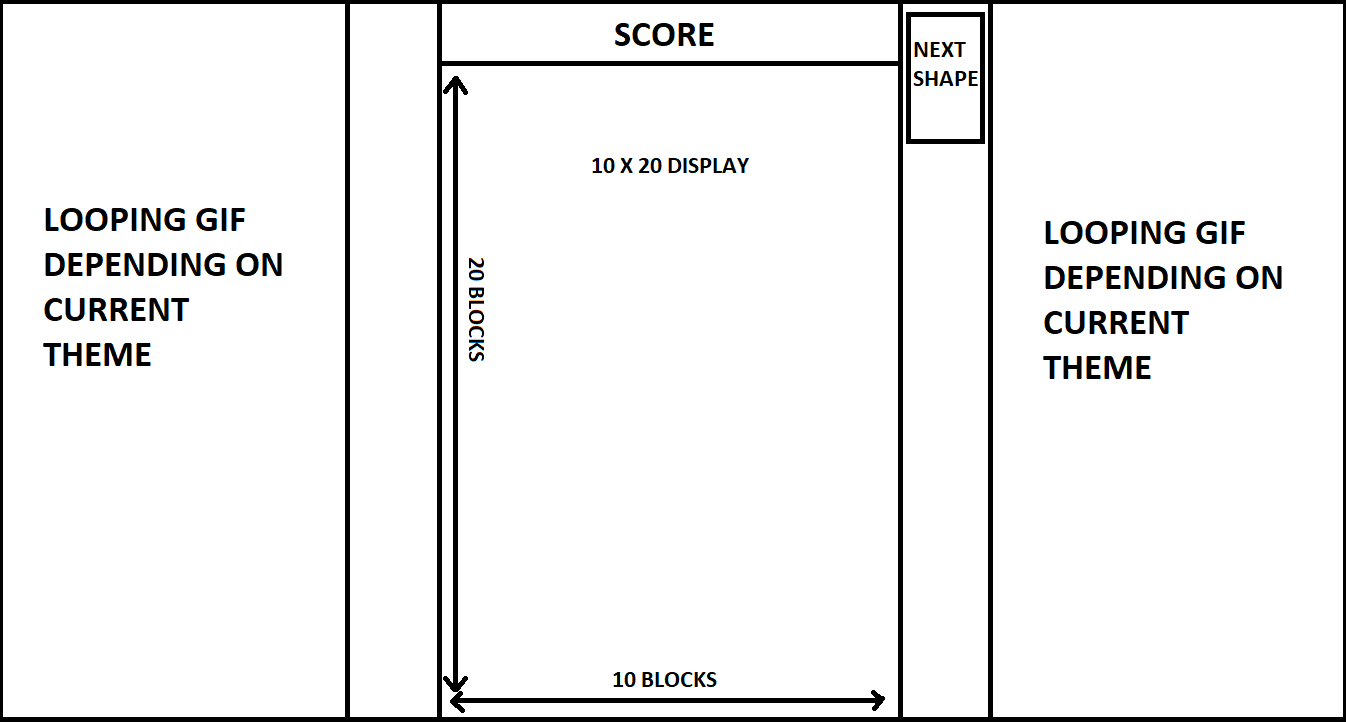 SCORE
NEXT
SHAPE
10 X 20 DISPLAY
LOOPING GIF
DEPENDING ON
CURRENT
THEME
20 BLOCKS
LOOPING GIF
DEPENDING ON
CURRENT
THEME
10 BLOCKS